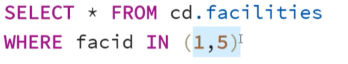 SELECT * FROM cd.facilities
WHERE facid IN (1,5)